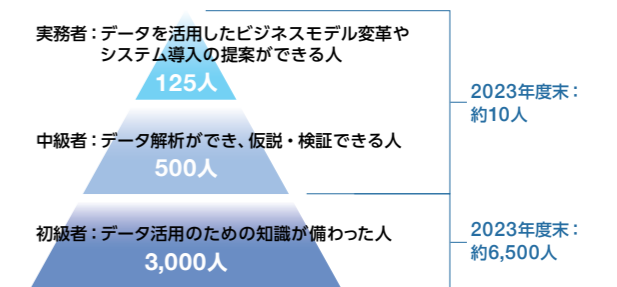 実務者：データを活用したビジネスモデル変革や
システム導入の提案ができる人
125人
2023年度末：
約10人
中級者：データ解析ができ、仮説・検証できる人
500人
初級者：データ活用のための知識が備わった人
3,000人
2023年度末：
約6,500人